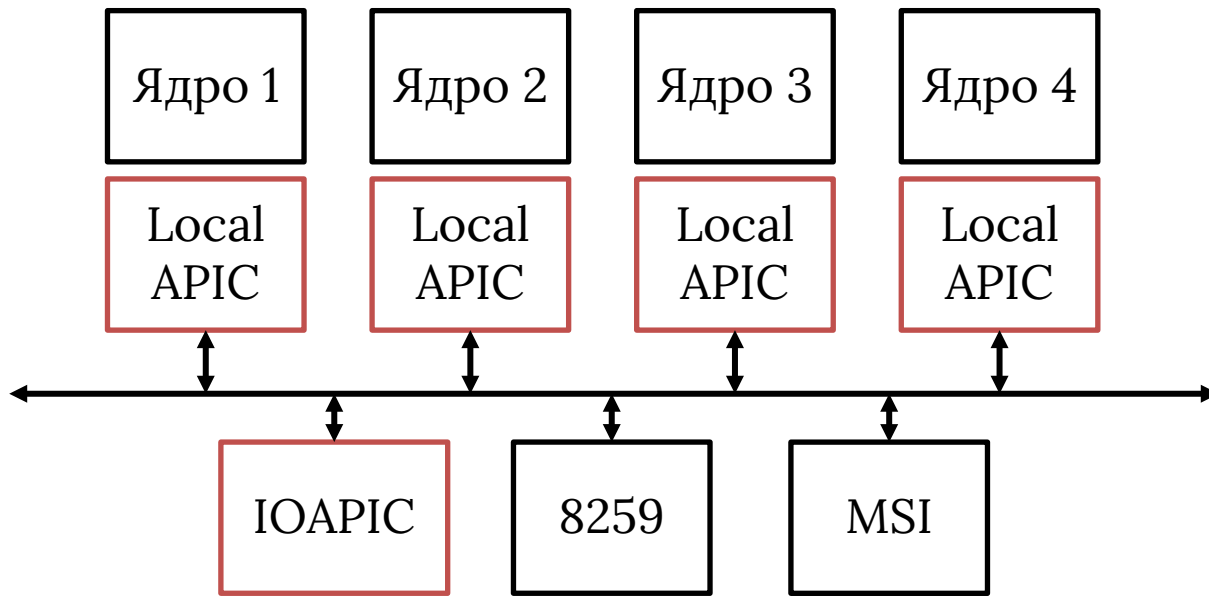 Ядро 1
Ядро 2
Ядро 3
Ядро 4
Local
APIC
Local
APIC
Local
APIC
Local
APIC
IOAPIC
8259
MSI